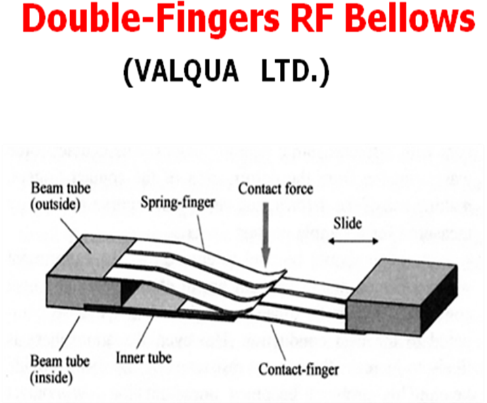 Double-Fingers RF Bellows
(VALQUA LTD.)
Beam tube
(outside)
Spring-finger
Contact force
Slide
Beam tube
(inside)
Inner tube
Contact-finger